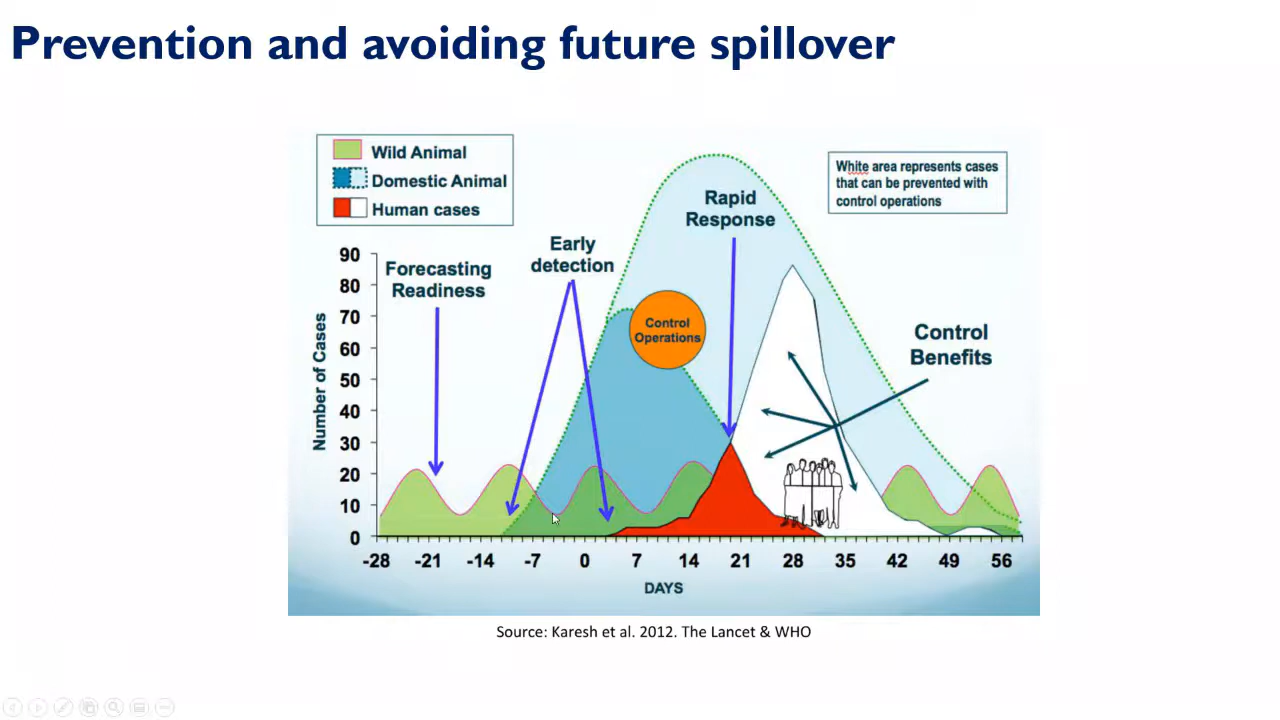 Prevention and avoiding future spillover
Wild Animal
Domestic Animal
Human cases
White area represents cases
that can be prevented with
control operations
Rapid
Response
Early
detection
Forecasting
Readiness
Control
Operations
Control
Benefits
Number of Cases
90
80
70
60
50
40
30
20
10
0
-28 -21 -14 -7 0 7 14 21 28 35 42 49 56
DAYS
Source: Karesh et al. 2012. The Lancet & WHO